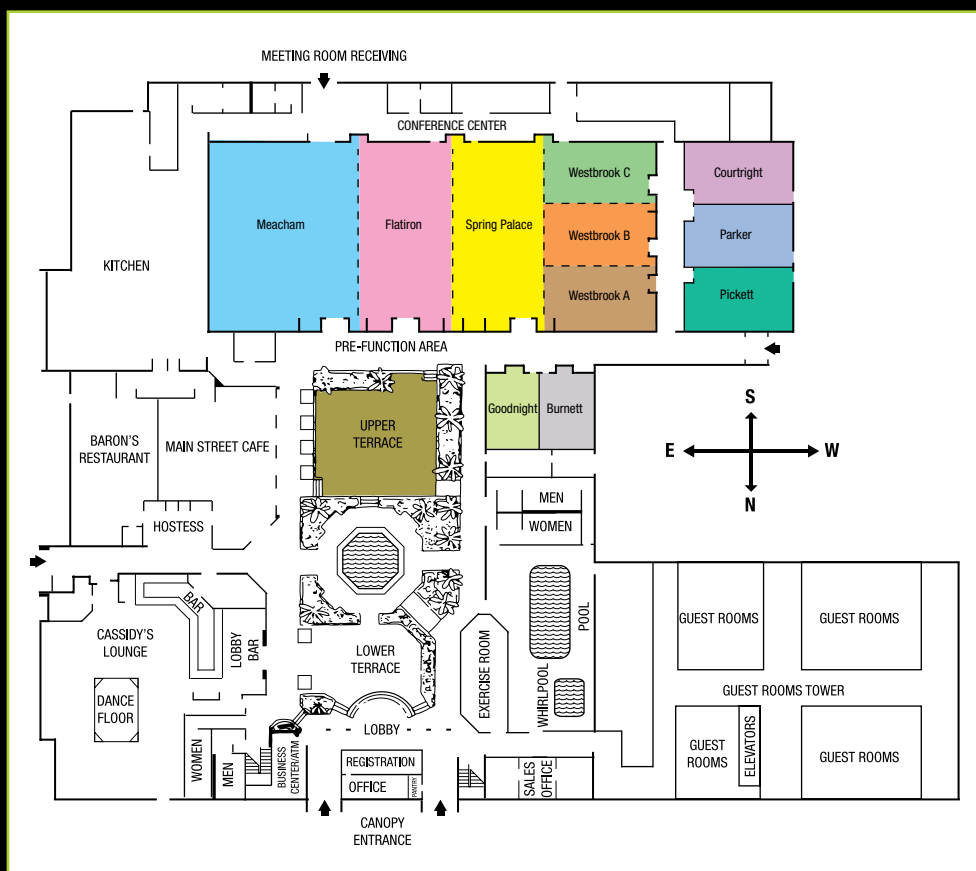 MEETING ROOM RECEIVING
CONFERENCE CENTER
Meacham
Flatiron
Spring Palace
Westbrook C
Westbrook B
Westbrook A
Courtright
Parker
Pickett
KITCHEN
PRE-FUNCTION AREA
BARON'S
RESTAURANT
MAIN STREET CAFE
HOSTESS
UPPER
TERRACE
Goodnight
Burnett
S
E
W
N
MEN
WOMEN
BAR
CASSIDY'S
LOUNGE
LOBBY
BAR
DANCE
FLOOR
LOWER
TERRACE
EXERCISE ROOM
WHIRLPOOL
POOL
GUEST ROOMS
GUEST ROOMS
GUEST ROOMS TOWER
GUEST
ROOMS
ELEVATORS
GUEST ROOMS
WOMEN
MEN
BUSINESS
CENTER/ATM
LOBBY
REGISTRATION
OFFICE
PANTRY
SALES
OFFICE
CANOPY
ENTRANCE